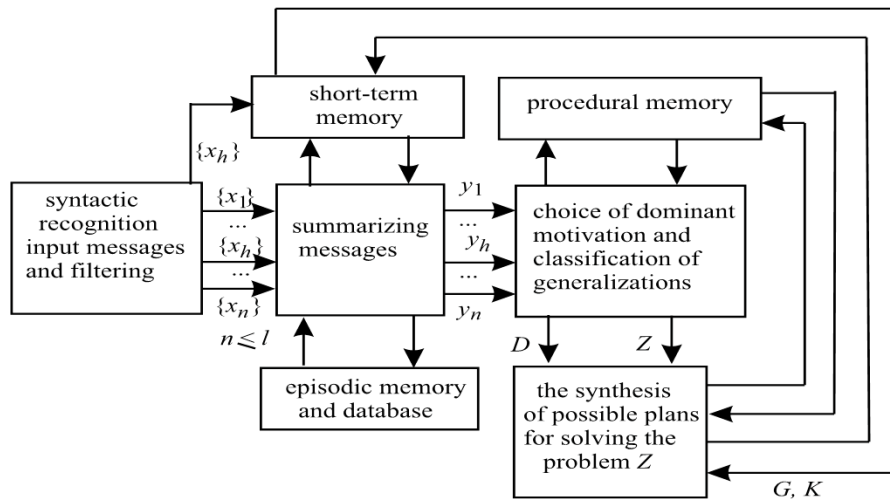 short-term
memory
procedural memory
{x_h}
syntactic
recognition
input messages
and filtering
{x_1}
...
{x_h}
...
{x_n}
n ⩽ l
summarizing
messages
y_1
...
y_h
...
y_n
choice of dominant
motivation and
classification of
generalizations
D
Z
episodic memory
and database
the synthesis
of possible plans
for solving the
problem Z
G, K